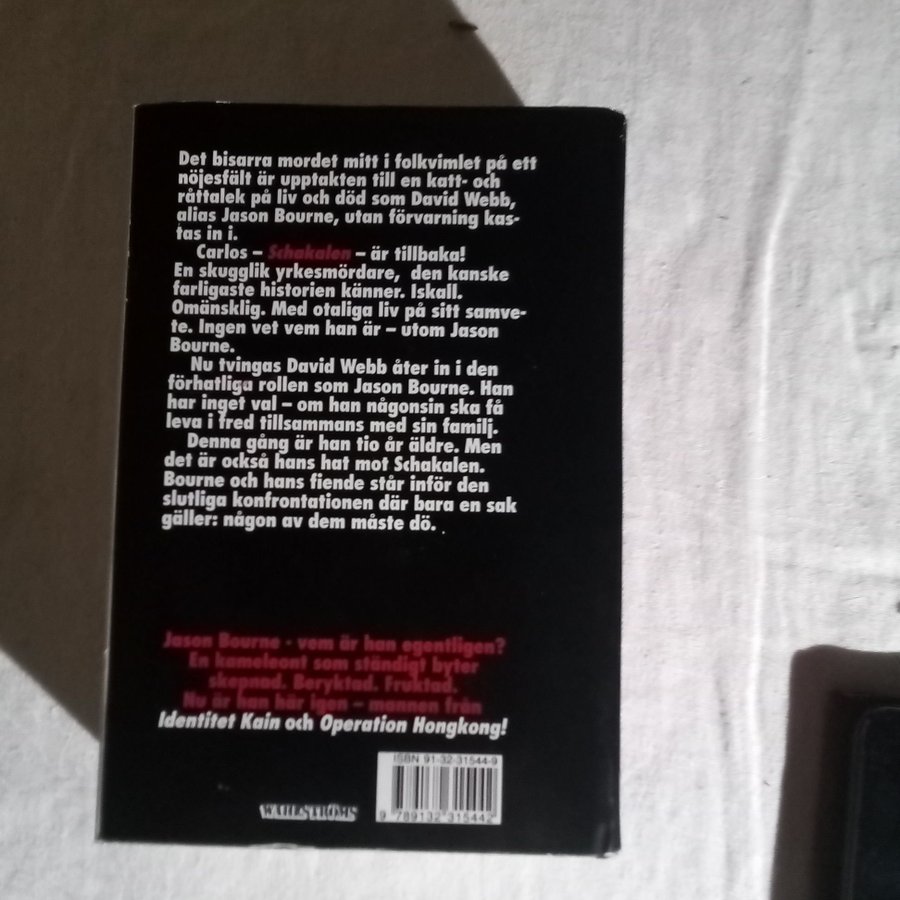 Det bisarra mordet mitt i folkvimlet på ett
nöjesfält är upptakten till en katt- och
råttalek på liv och död som David Webb,
alias Jason Bourne, utan förvarning kas-
tas in i.
Carlos – Schakalen – är tillbaka!
En skugglik yrkesmördare, den kanske
farligaste historien känner. Iskall.
Omänsklig. Med otaliga liv på sitt samve-
te. Ingen vet vem han är – utom Jason
Bourne.
Nu tvingas David Webb åter in i den
förhatliga rollen som Jason Bourne. Han
har inget val – om han någonsin ska få
leva i fred tillsammans med sin familj.
Denna gång är han tio år äldre. Men
det är också hans hat mot Schakalen.
Bourne och hans fiende står inför den
slutliga konfrontationen där bara en sak
gäller: någon av dem måste dö.
Jason Bourne - vem är han egentligen?
En kameleont som ständigt byter
skepnad. Beryktad. Fruktad.
Nu är han här igen – mannen från
Identitet Kain och Operation Hongkong!
ISBN 91-32-31544-9
WAHLSTRÖMS
9 789132 315442